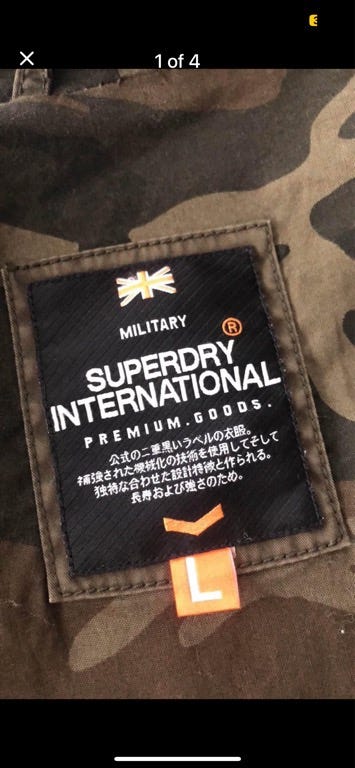 1 of 4
MILITARY
®
SUPERDRY
INTERNATIONAL
PREMIUM.GOODS.
公式の二重黒いラベルの衣服。
補強された機械化の技術を使用してそして
独特な合わせた設計特徴と作られる。
長寿および強さのため。
L